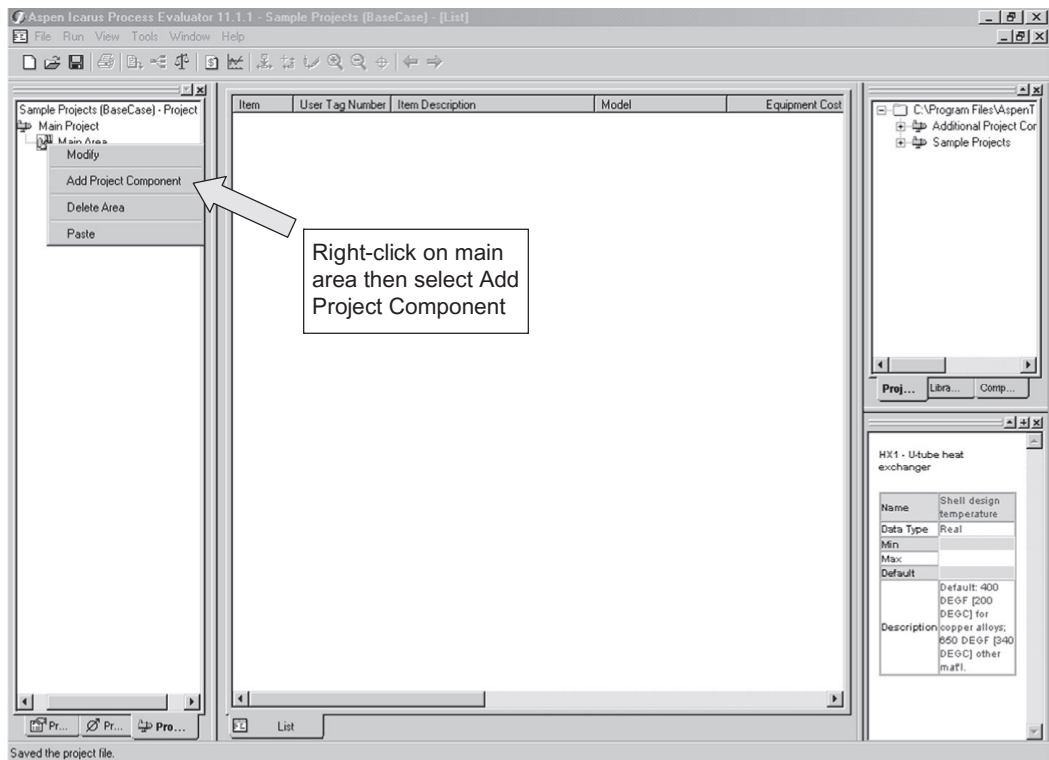 Aspen Icarus Process Evaluator 11.1.1 - Sample Projects (BaseCase) - [List]
File Run View Tools Window Help
Sample Projects (BaseCase) - Project
Main Project
Main Area
Modify
Add Project Component
Delete Area
Paste
Item User Tag Number Item Description Model Equipment Cost
Right-click on main
area then select Add
Project Component
C:\Program Files\AspenT
Additional Project Cor
Sample Projects
Proj... Libra... Comp...
HX1 - U-tube heat
exchanger
Name Shell design
temperature
Data Type Real
Min
Max
Default
Description Default: 400
DEGF [200
DEGC] for
copper alloys;
650 DEGF [340
DEGC] other
mat'l.
Pr... Pr... Pro...
List
Saved the project file.